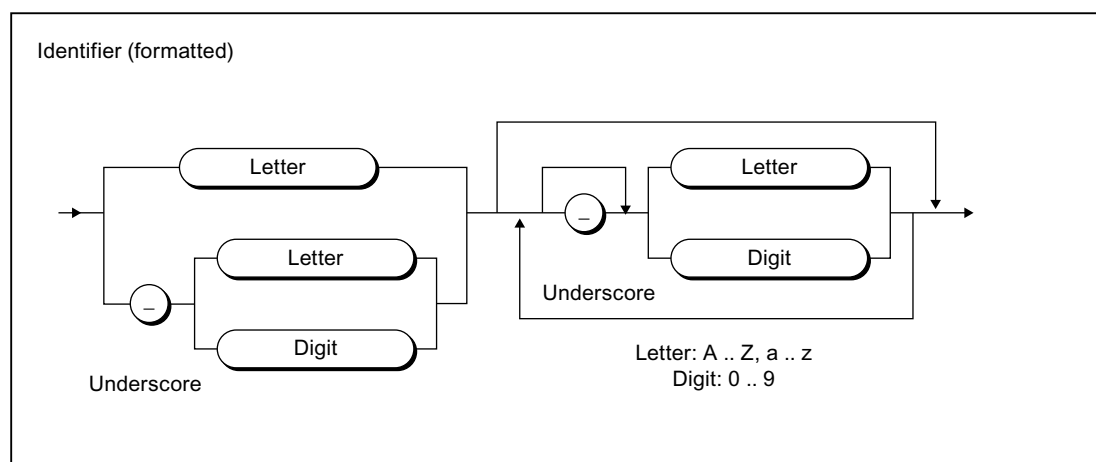 Identifier (formatted)
Letter
Letter
_
Letter
Digit
_
Digit
Underscore
Underscore
Letter: A .. Z, a .. z
Digit: 0 .. 9